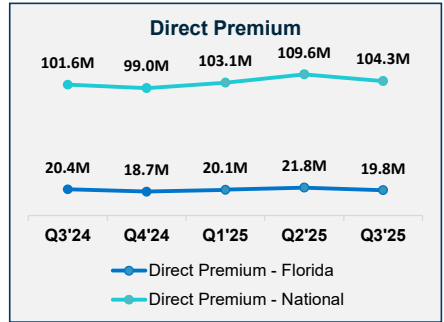 Direct Premium
101.6M 99.0M 103.1M 109.6M 104.3M
20.4M 18.7M 20.1M 21.8M 19.8M
Q3'24 Q4'24 Q1'25 Q2'25 Q3'25
Direct Premium - Florida
Direct Premium - National